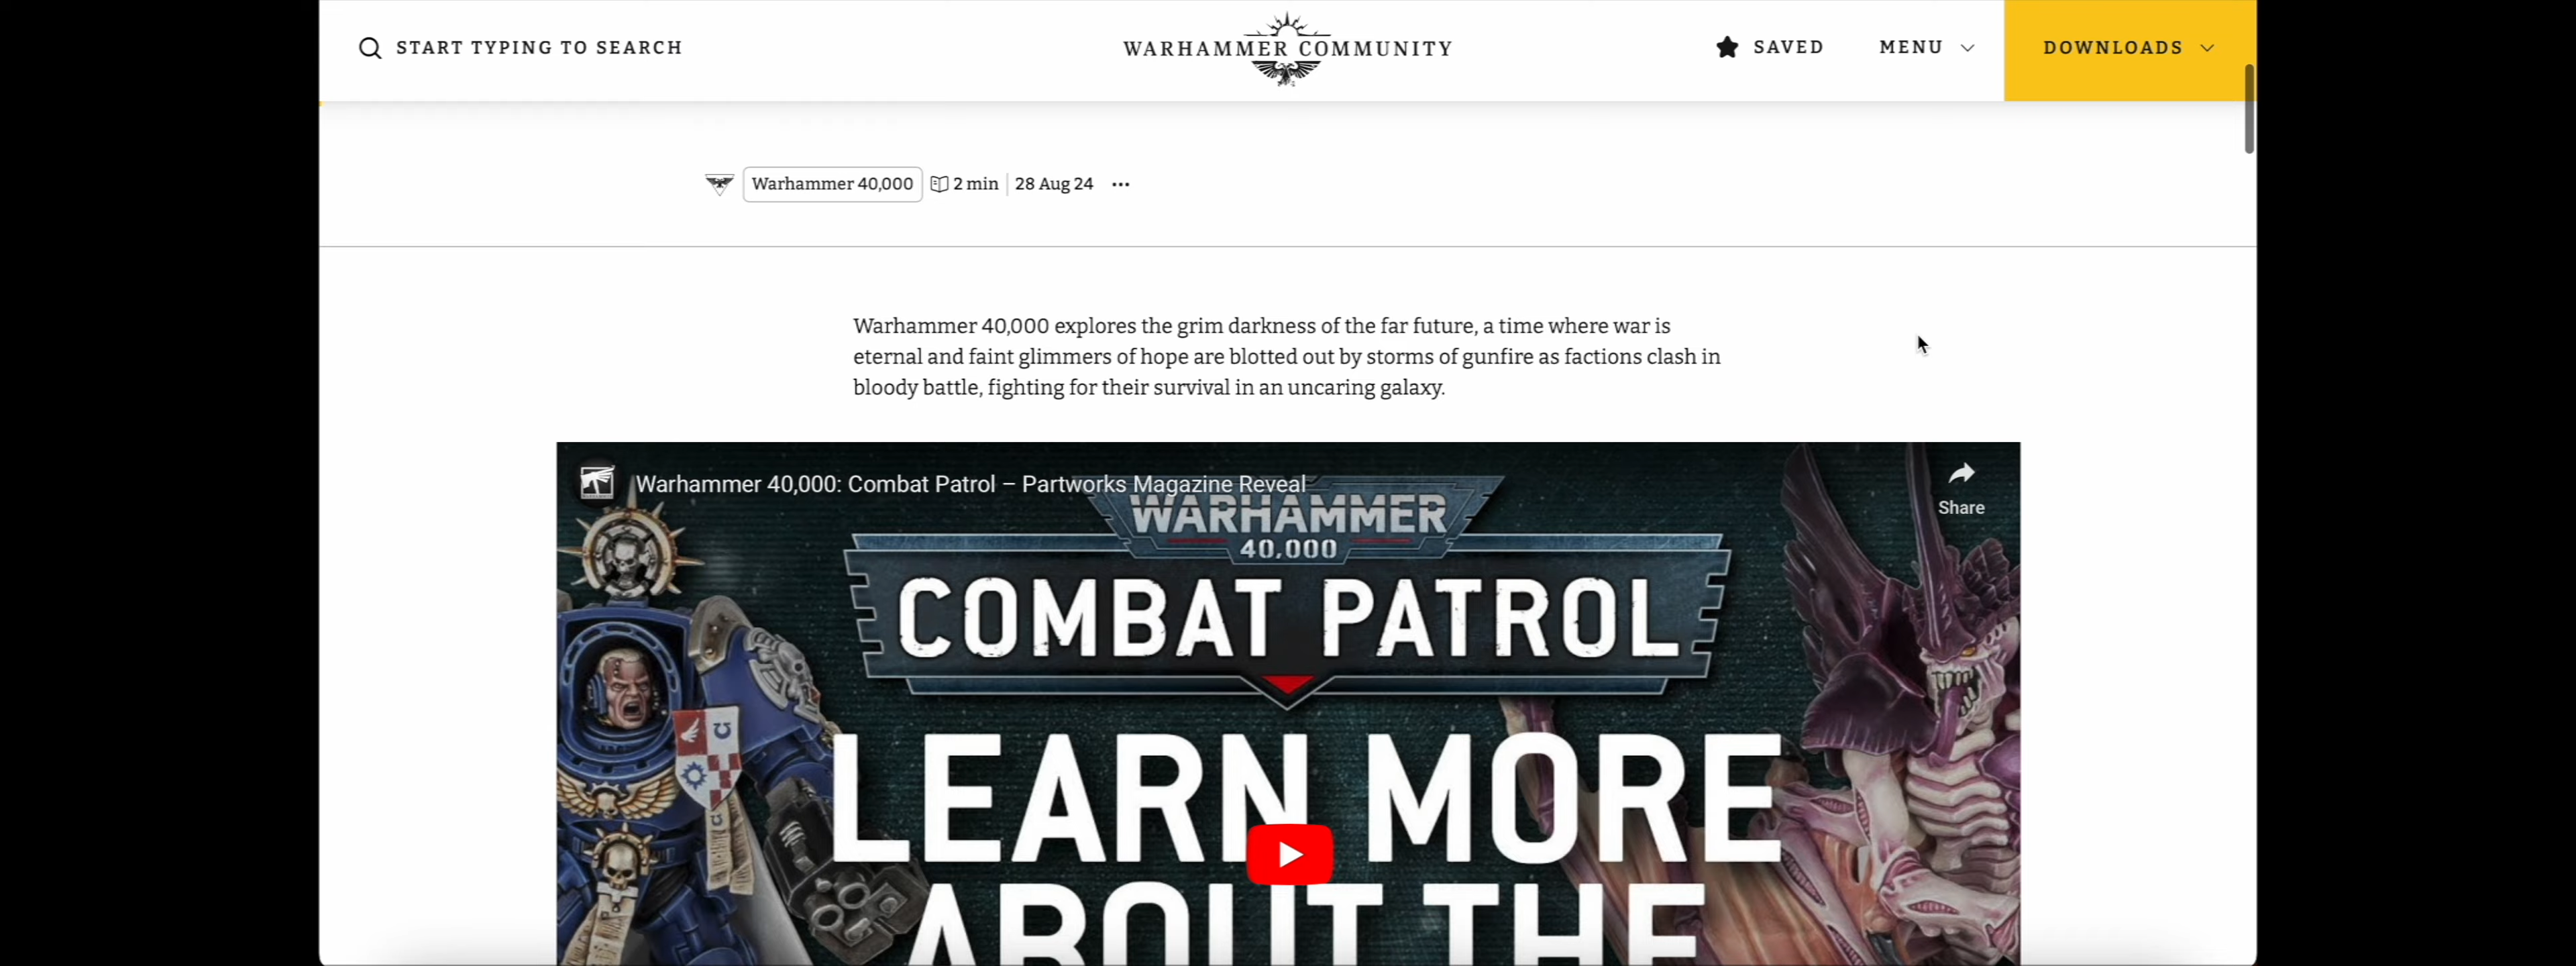 START TYPING TO SEARCH
WARHAMMER COMMUNITY
SAVED
MENU
DOWNLOADS
Warhammer 40,000
2 min
28 Aug 24
Warhammer 40,000 explores the grim darkness of the far future, a time where war is
eternal and faint glimmers of hope are blotted out by storms of gunfire as factions clash in
bloody battle, fighting for their survival in an uncaring galaxy.
Warhammer 40,000: Combat Patrol – Partworks Magazine Reveal
Share
WARHAMMER
40,000
COMBAT PATROL
LEARN MORE
ABOUT THE